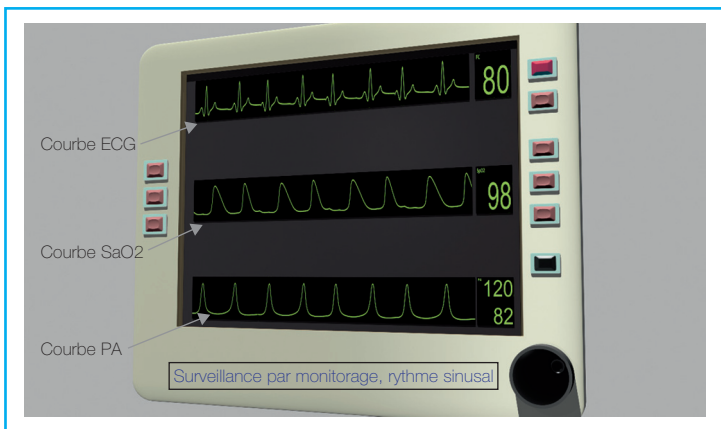 80
Courbe ECG
98
Courbe SaO2
120
82
Courbe PA
Surveillance par monitorage, rythme sinusal